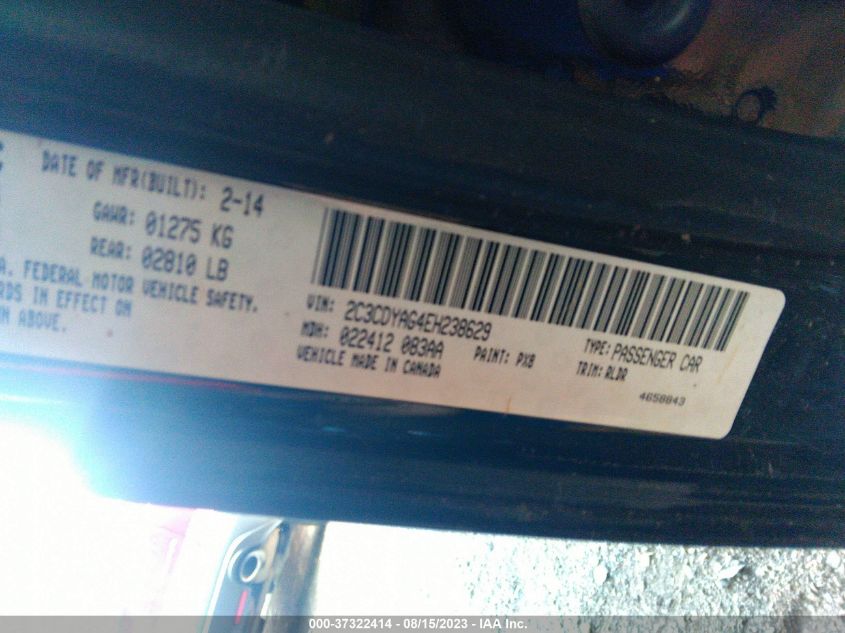 DATE OF MFR(BUILT): 2-14
GAWR: 01275 KG
REAR: 02810 LB
A. FEDERAL MOTOR VEHICLE SAFETY.
RDS IN EFFECT ON
N ABOVE.
VIN: 2C3CDYAG4EH238629
MDH: 022412 083AA
VEHICLE MADE IN CANADA
PAINT: PX8
TYPE: PASSENGER CAR
TRIM: RLDR
4658843
000-37322414 - 08/15/2023 - IAA Inc.